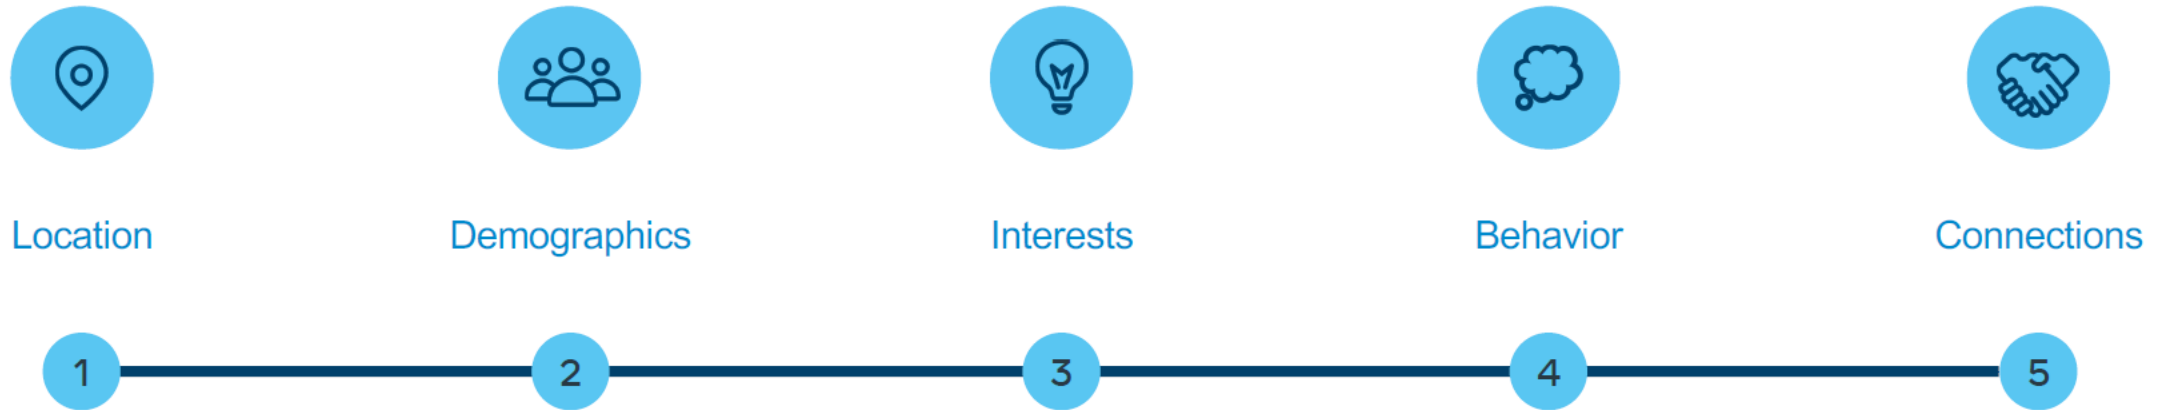 Location
Demographics
Interests
Behavior
Connections
1
2
3
4
5